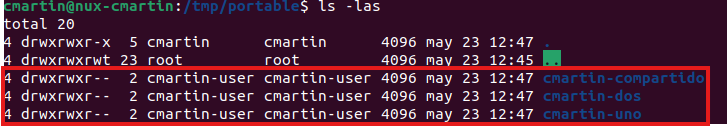 cmartin@nux-cmartin:/tmp/portable$ ls -las
total 20
4 drwxrwxr-x  5 cmartin      cmartin      4096 may 23 12:47 .
4 drwxrwxrwt 23 root         root         4096 may 23 12:45 ..
4 drwxrwxr--  2 cmartin-user cmartin-user 4096 may 23 12:47 cmartin-compartido
4 drwxrwxr--  2 cmartin-user cmartin-user 4096 may 23 12:47 cmartin-dos
4 drwxrwxr--  2 cmartin-user cmartin-user 4096 may 23 12:47 cmartin-uno